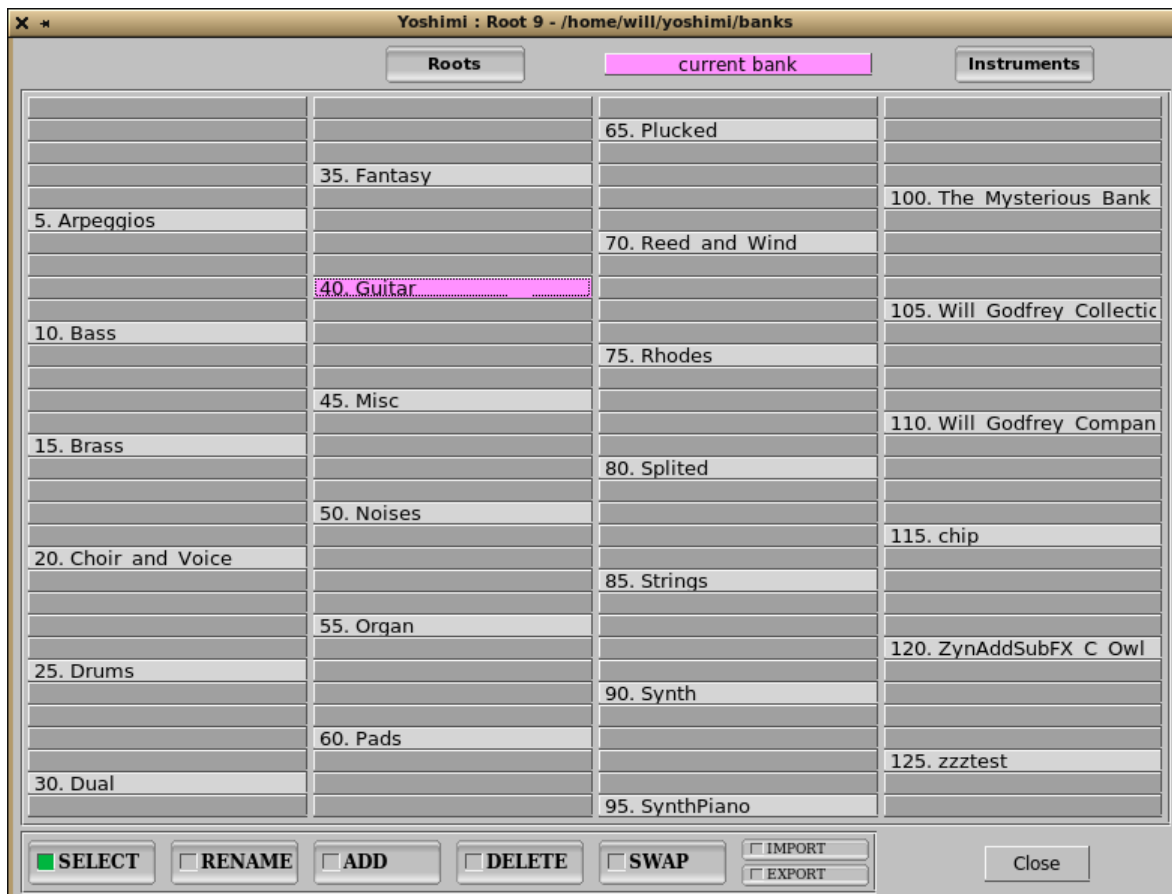 Yoshimi : Root 9 - /home/will/yoshimi/banks
Roots
current bank
Instruments
5. Arpeggios
10. Bass
15. Brass
20. Choir and Voice
25. Drums
30. Dual
35. Fantasy
40. Guitar
45. Misc
50. Noises
55. Organ
60. Pads
65. Plucked
70. Reed and Wind
75. Rhodes
80. Splited
85. Strings
90. Synth
95. SynthPiano
100. The Mysterious Bank
105. Will Godfrey Collectic
110. Will Godfrey Compan
115. chip
120. ZynAddSubFX C Owl
125. zzztest
SELECT
RENAME
ADD
DELETE
SWAP
IMPORT
EXPORT
Close